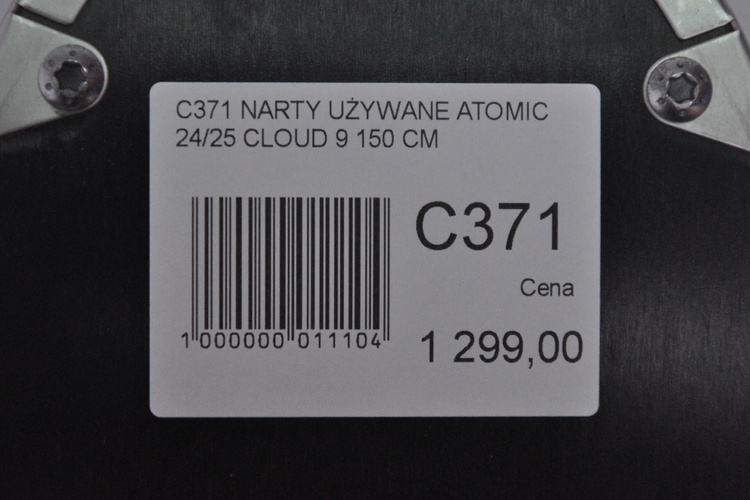 C371 NARTY UŻYWANE ATOMIC
24/25 CLOUD 9 150 CM
C371
Cena
1 299,00
1 000000 011104